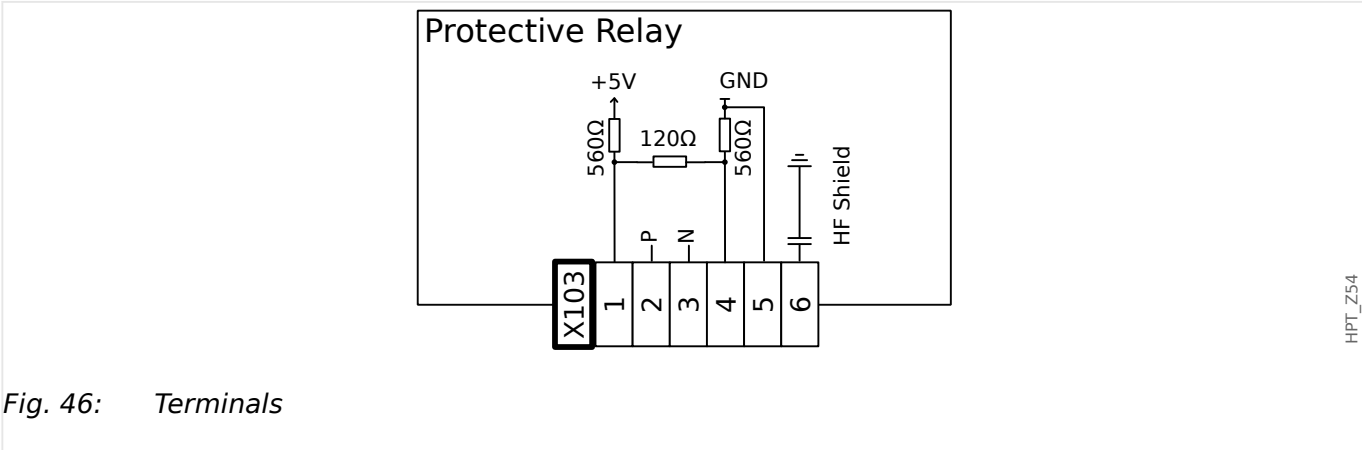 Protective Relay
+5V
GND
560Ω
120Ω
560Ω
HF Shield
P
N
X103
1
2
3
4
5
6
HPT_Z54
Fig. 46: Terminals